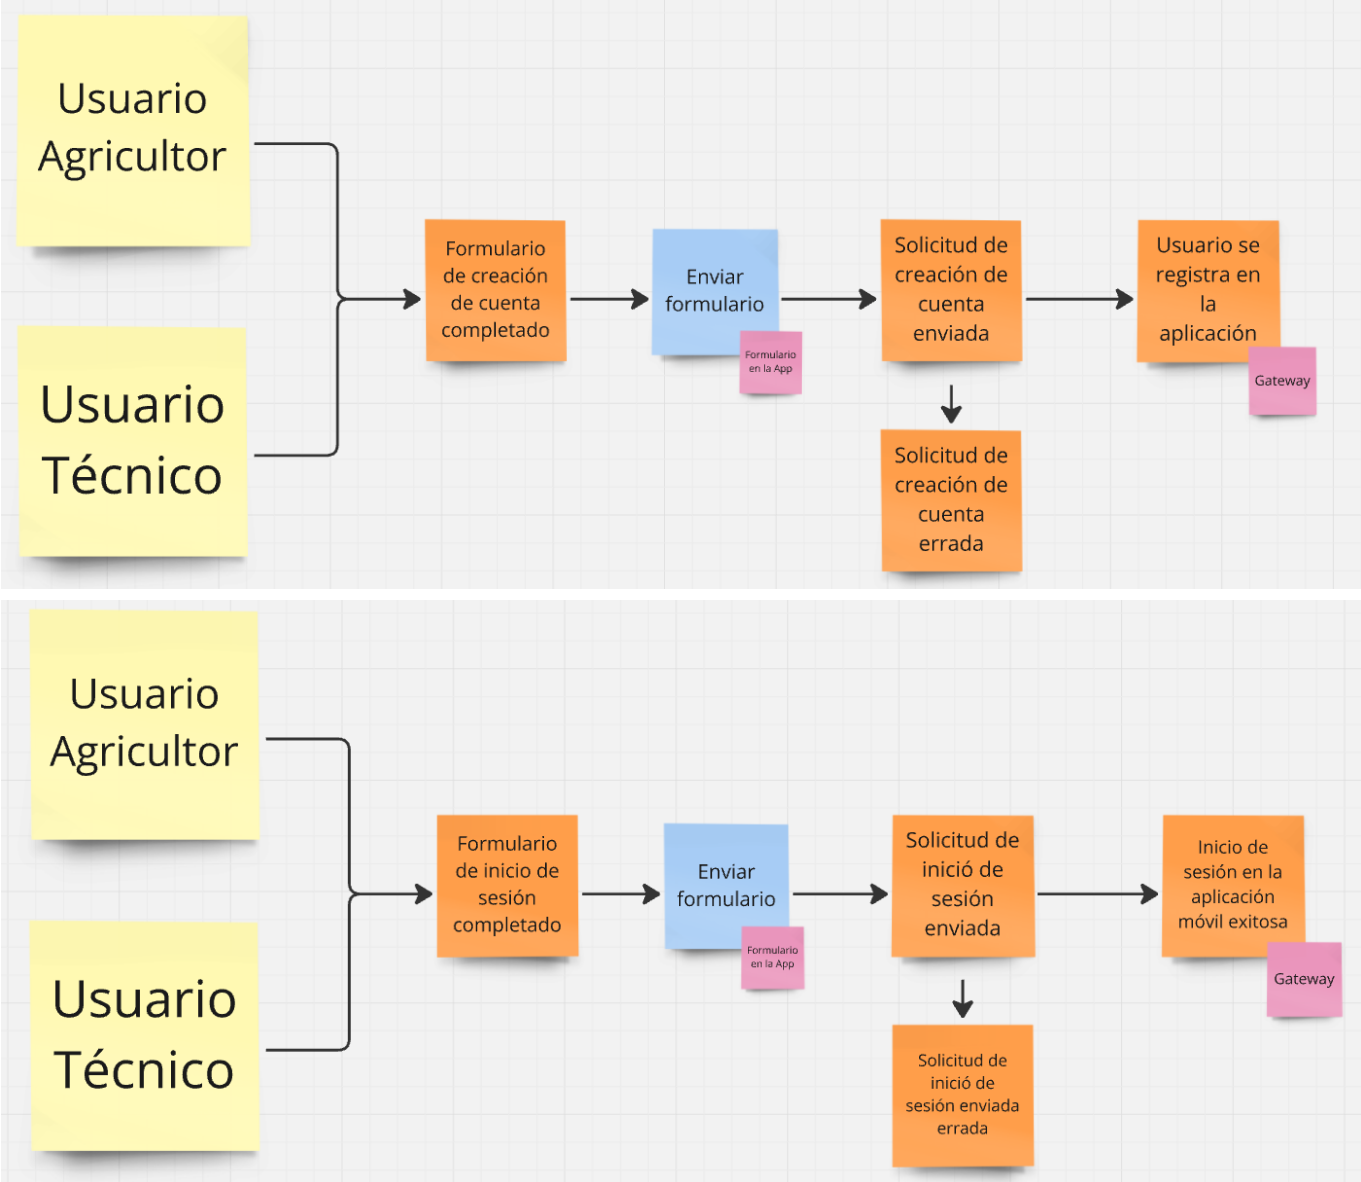 Usuario
Agricultor
Usuario
Técnico
Formulario
de creación
de cuenta
completado
Enviar
formulario
Formulario
en la App
Solicitud de
creación de
cuenta
enviada
Usuario se
registra en
la
aplicación
Gateway
Solicitud de
creación de
cuenta
errada
Usuario
Agricultor
Usuario
Técnico
Formulario
de inicio de
sesión
completado
Enviar
formulario
Formulario
en la App
Solicitud de
inició de
sesión
enviada
Inicio de
sesión en la
aplicación
móvil exitosa
Gateway
Solicitud de
inició de
sesión enviada
errada